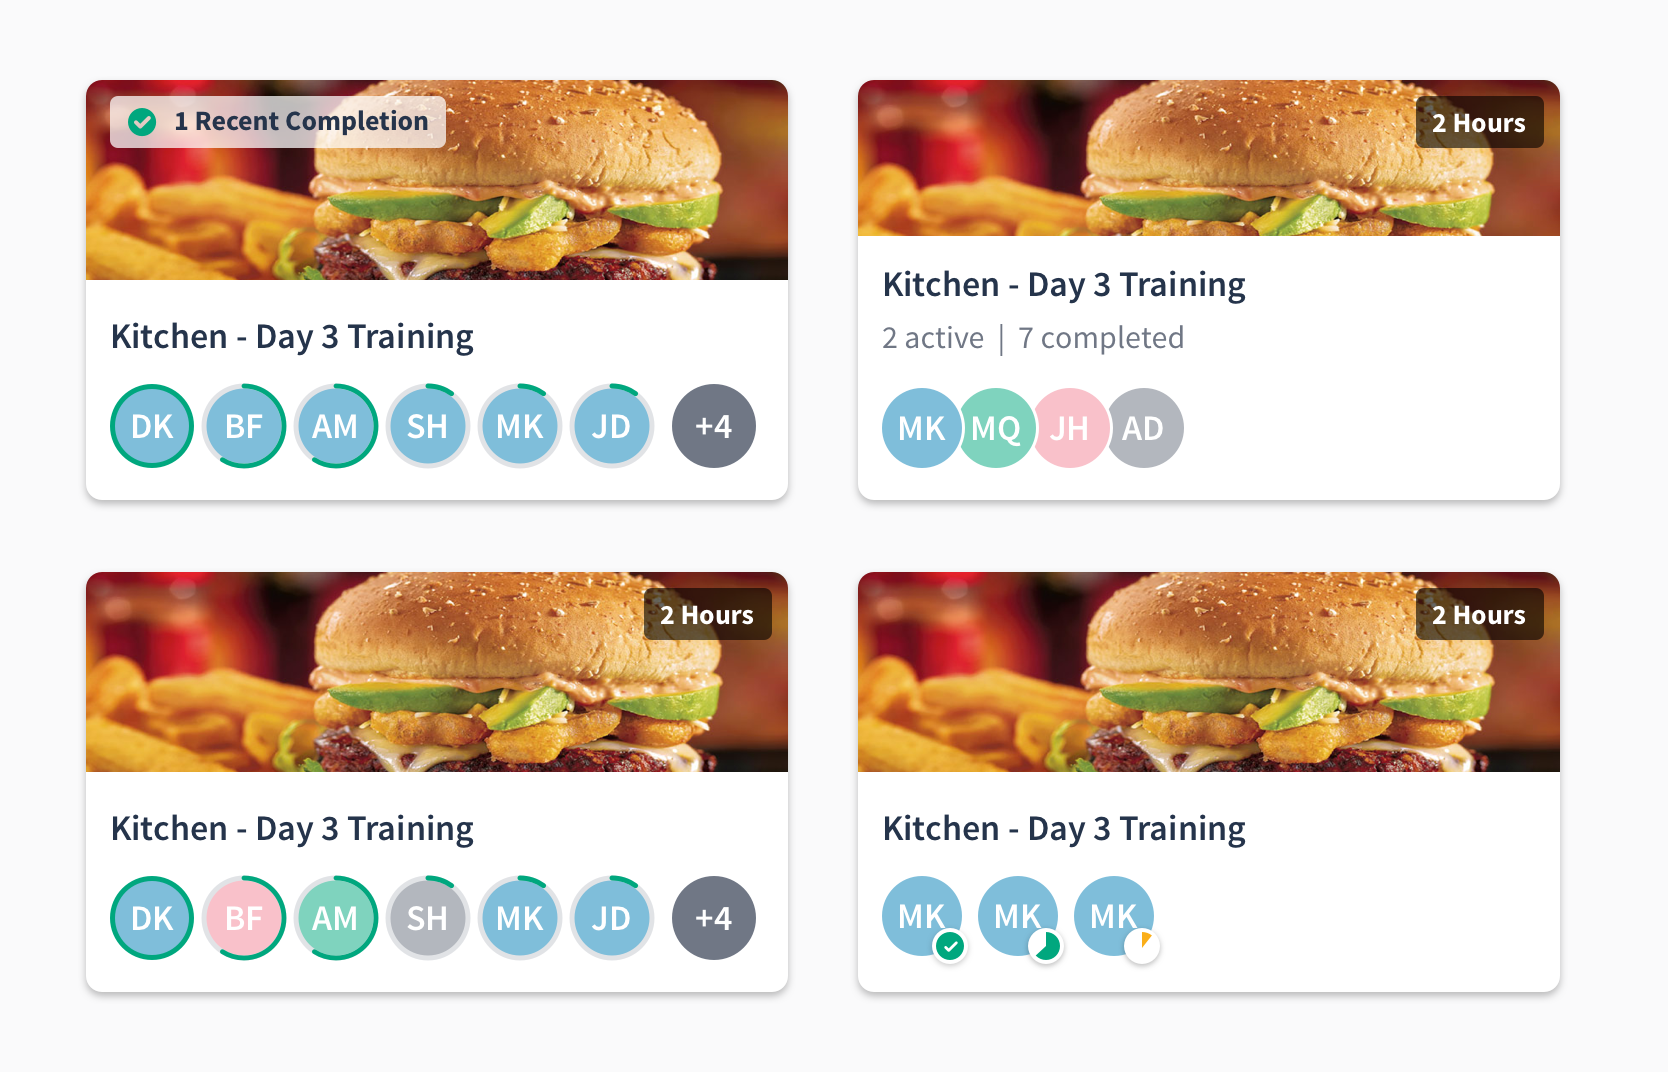 1 Recent Completion
Kitchen - Day 3 Training
DK BF AM SH MK JD +4
2 Hours
Kitchen - Day 3 Training
2 active | 7 completed
MK MQ JH AD
2 Hours
Kitchen - Day 3 Training
DK BF AM SH MK JD +4
2 Hours
Kitchen - Day 3 Training
MK MK MK